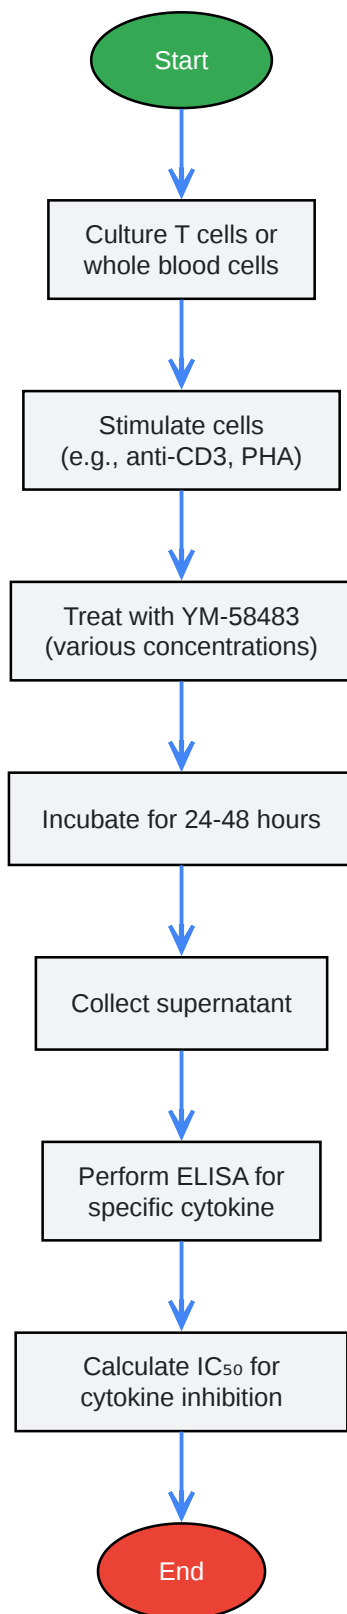 Start
Culture T cells or
whole blood cells
Stimulate cells
(e.g., anti-CD3, PHA)
Treat with YM-58483
(various concentrations)
Incubate for 24-48 hours
Collect supernatant
Perform ELISA for
specific cytokine
Calculate IC₅₀ for
cytokine inhibition
End